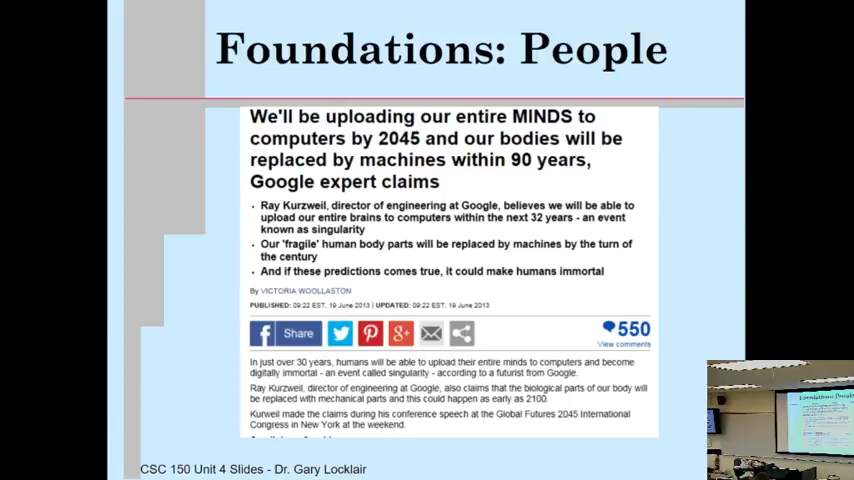 Foundations: People
We'll be uploading our entire MINDS to
computers by 2045 and our bodies will be
replaced by machines within 90 years,
Google expert claims
• Ray Kurzweil, director of engineering at Google, believes we will be able to
upload our entire brains to computers within the next 32 years - an event
known as singularity
• Our 'fragile' human body parts will be replaced by machines by the turn of
the century
• And if these predictions comes true, it could make humans immortal
By VICTORIA WOOLLASTON
PUBLISHED: 09:22 EST, 19 June 2013 | UPDATED: 09:22 EST, 19 June 2013
f Share
g+
550
View comments
In just over 30 years, humans will be able to upload their entire minds to computers and become
digitally immortal - an event called singularity - according to a futurist from Google.
Ray Kurzweil, director of engineering at Google, also claims that the biological parts of our body will
be replaced with mechanical parts and this could happen as early as 2100.
Kurweil made the claims during his conference speech at the Global Futures 2045 International
Congress in New York at the weekend.
CSC 150 Unit 4 Slides - Dr. Gary Locklair
Foundations: People